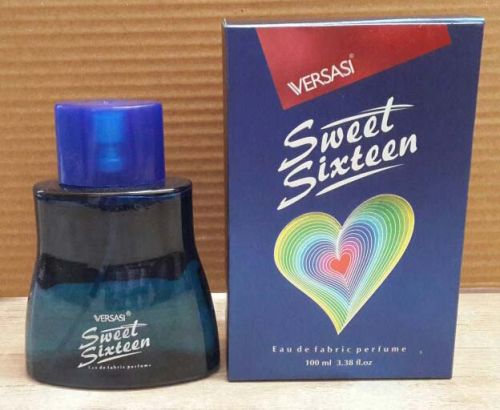 VERSASI®
Sweet
Sixteen
Eau de fabric perfume
100 ml 3.38 fl.oz
VERSASI®
Sweet
Sixteen
Eau de fabric perfume